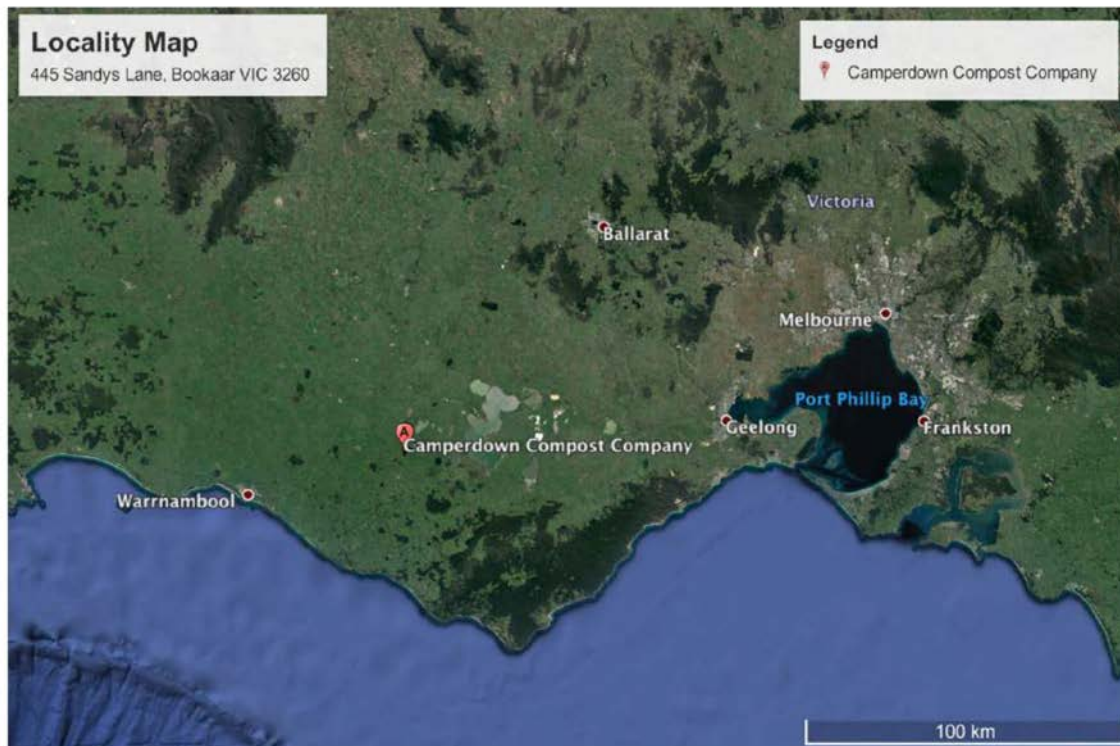 Locality Map
445 Sandys Lane, Bookaar VIC 3260
Legend
Camperdown Compost Company
Victoria
Ballarat
Melbourne
Port Phillip Bay
Geelong
Frankston
A
Camperdown Compost Company
Warrnambool
100 km